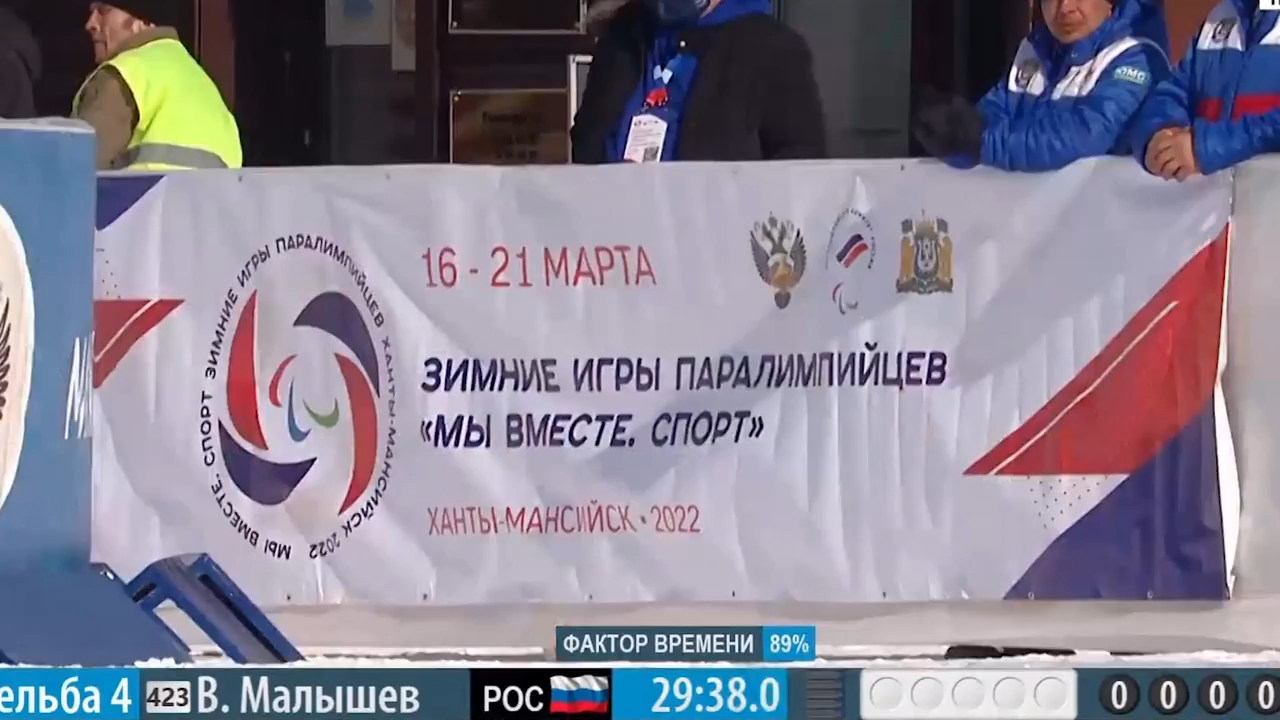 ЮМС
16 - 21 МАРТА
ЗИМНИЕ ИГРЫ ПАРАЛИМПИЙЦЕВ
«МЫ ВМЕСТЕ. СПОРТ»
ХАНТЫ-МАНСИЙСК • 2022
МЫ ВМЕСТЕ. СПОРТ ЗИМНИЕ ИГРЫ ПАРАЛИМПИЙЦЕВ ХАНТЫ-МАНСИЙСК 2022
ФАКТОР ВРЕМЕНИ 89%
ельба 4 423 В. Малышев РОС 29:38.0 0 0 0 0